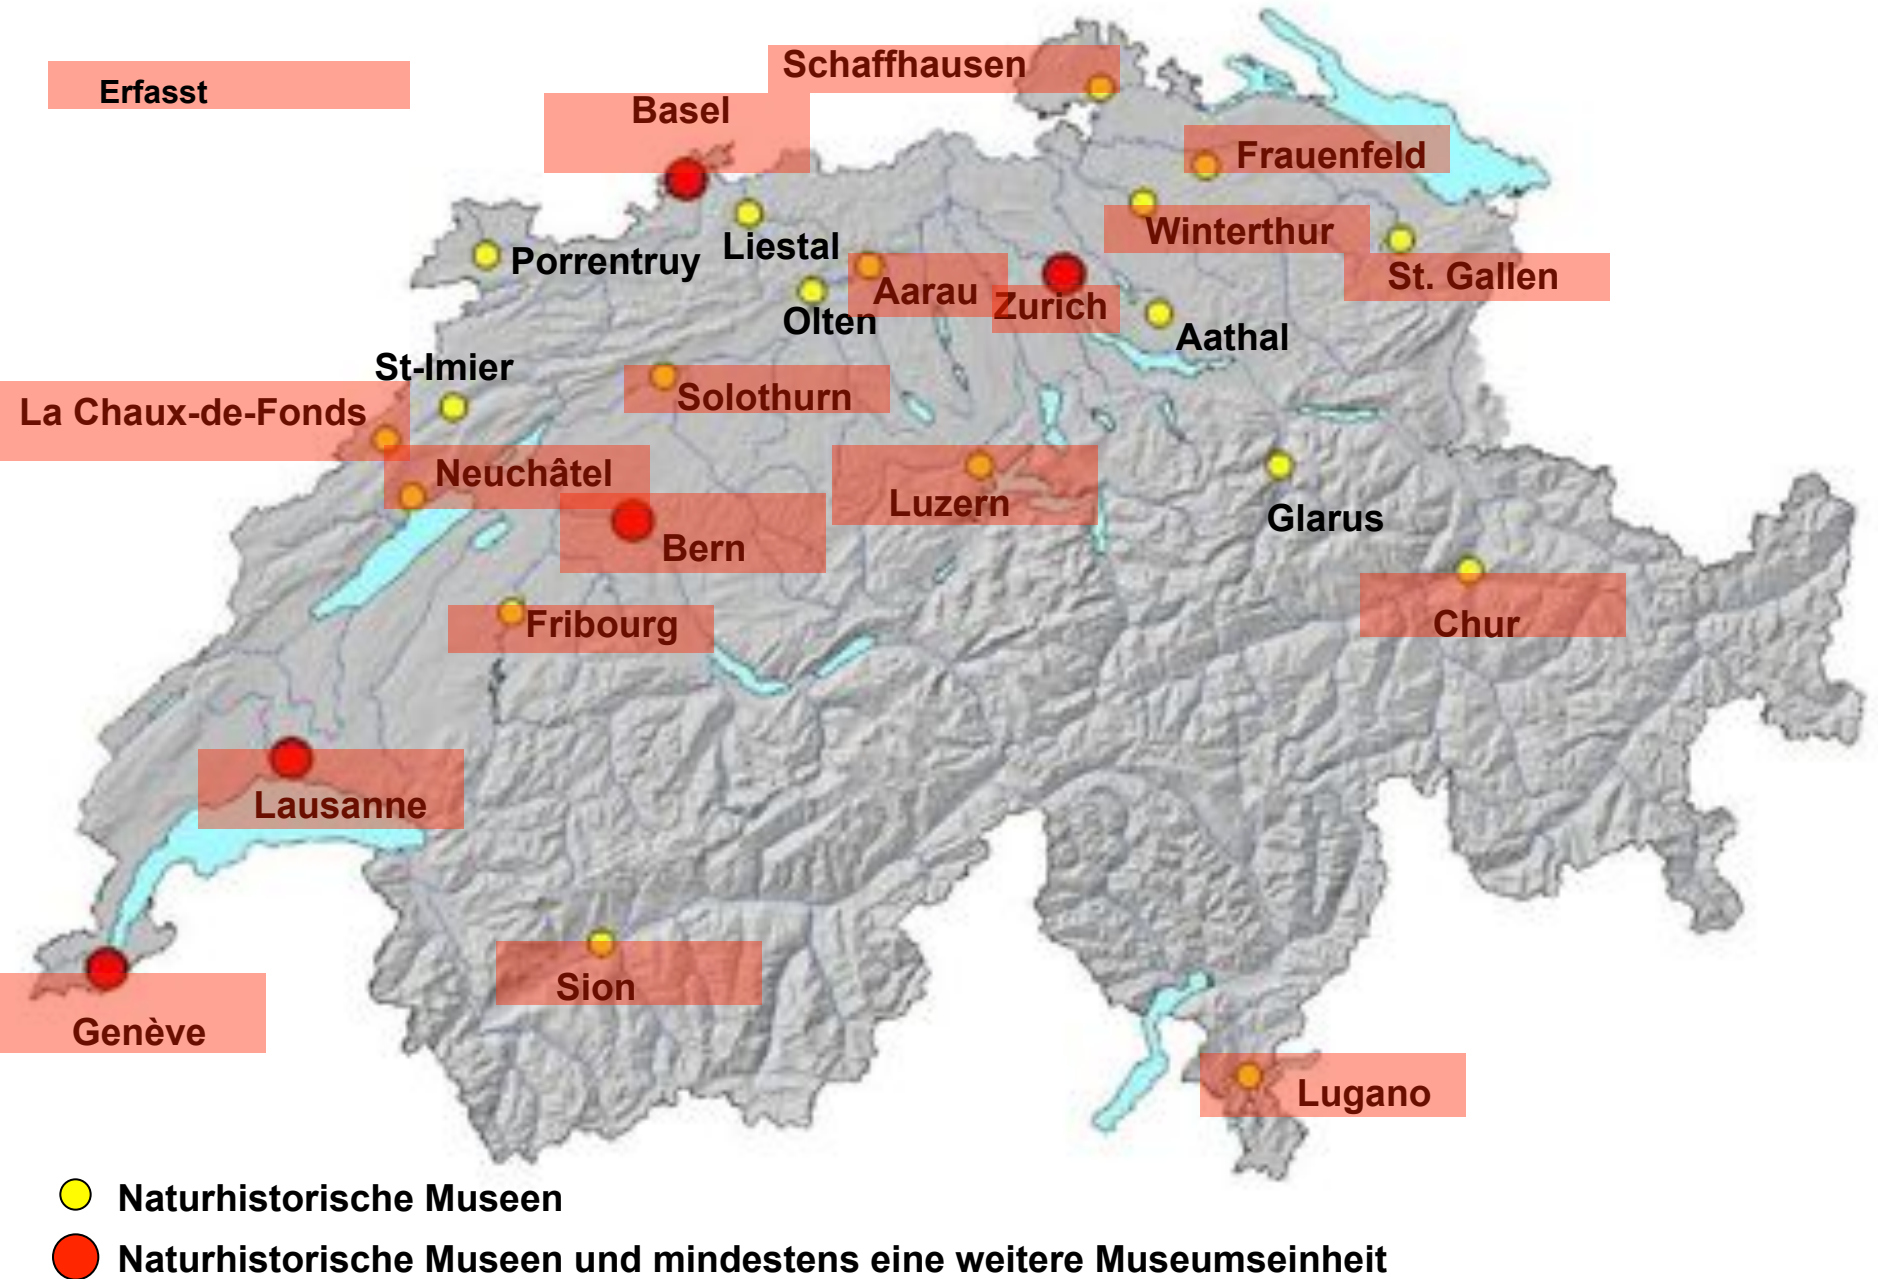 Schaffhausen
Erfasst
Basel
Frauenfeld
Winterthur
Liestal
Porrentruy
St. Gallen
Aarau
Zurich
Olten
Aathal
St-Imier
Solothurn
La Chaux-de-Fonds
Neuchâtel
Luzern
Glarus
Bern
Fribourg
Chur
Lausanne
Sion
Genève
Lugano
Naturhistorische Museen
Naturhistorische Museen und mindestens eine weitere Museumseinheit